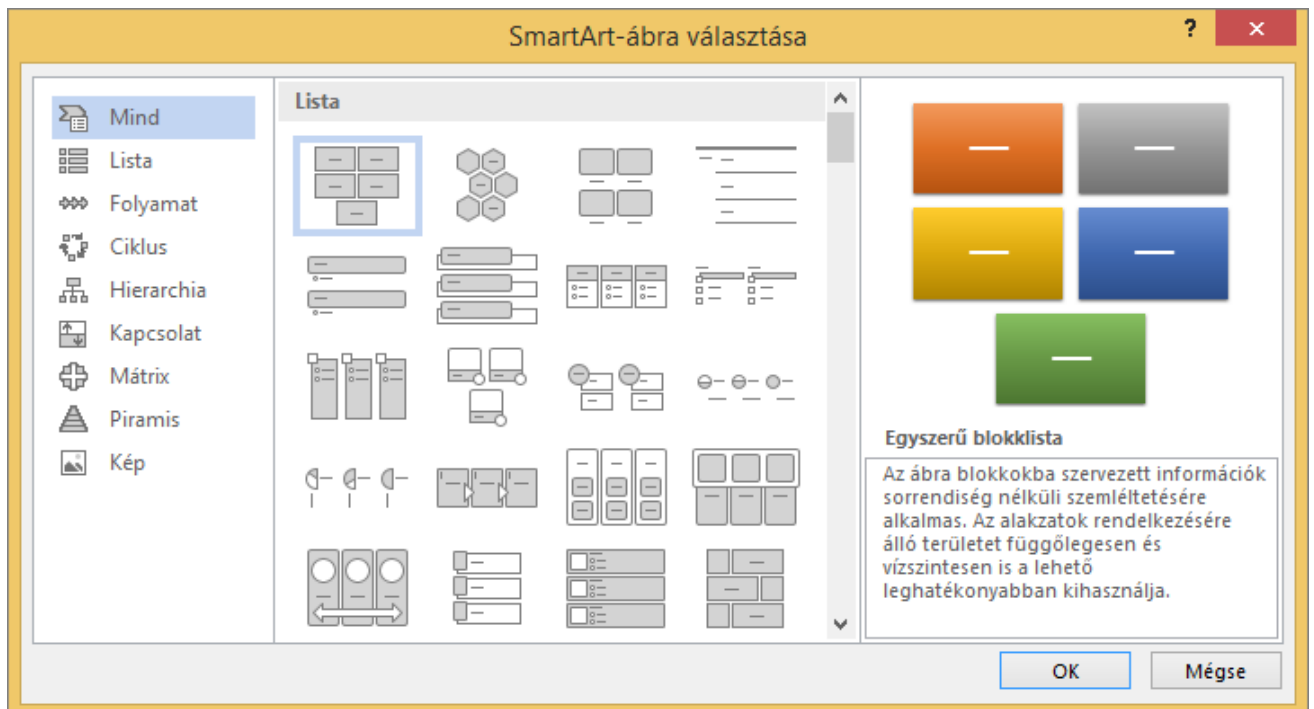 SmartArt-ábra választása
?
Mind
Lista
Folyamat
Ciklus
Hierarchia
Kapcsolat
Mátrix
Piramis
Kép
Lista
Egyszerű blokklista
Az ábra blokkokba szervezett információk
sorrendiség nélküli szemléltetésére
alkalmas. Az alakzatok rendelkezésére
álló területet függőlegesen és
vízszintesen is a lehető
leghatékonyabban kihasználja.
OK
Mégse